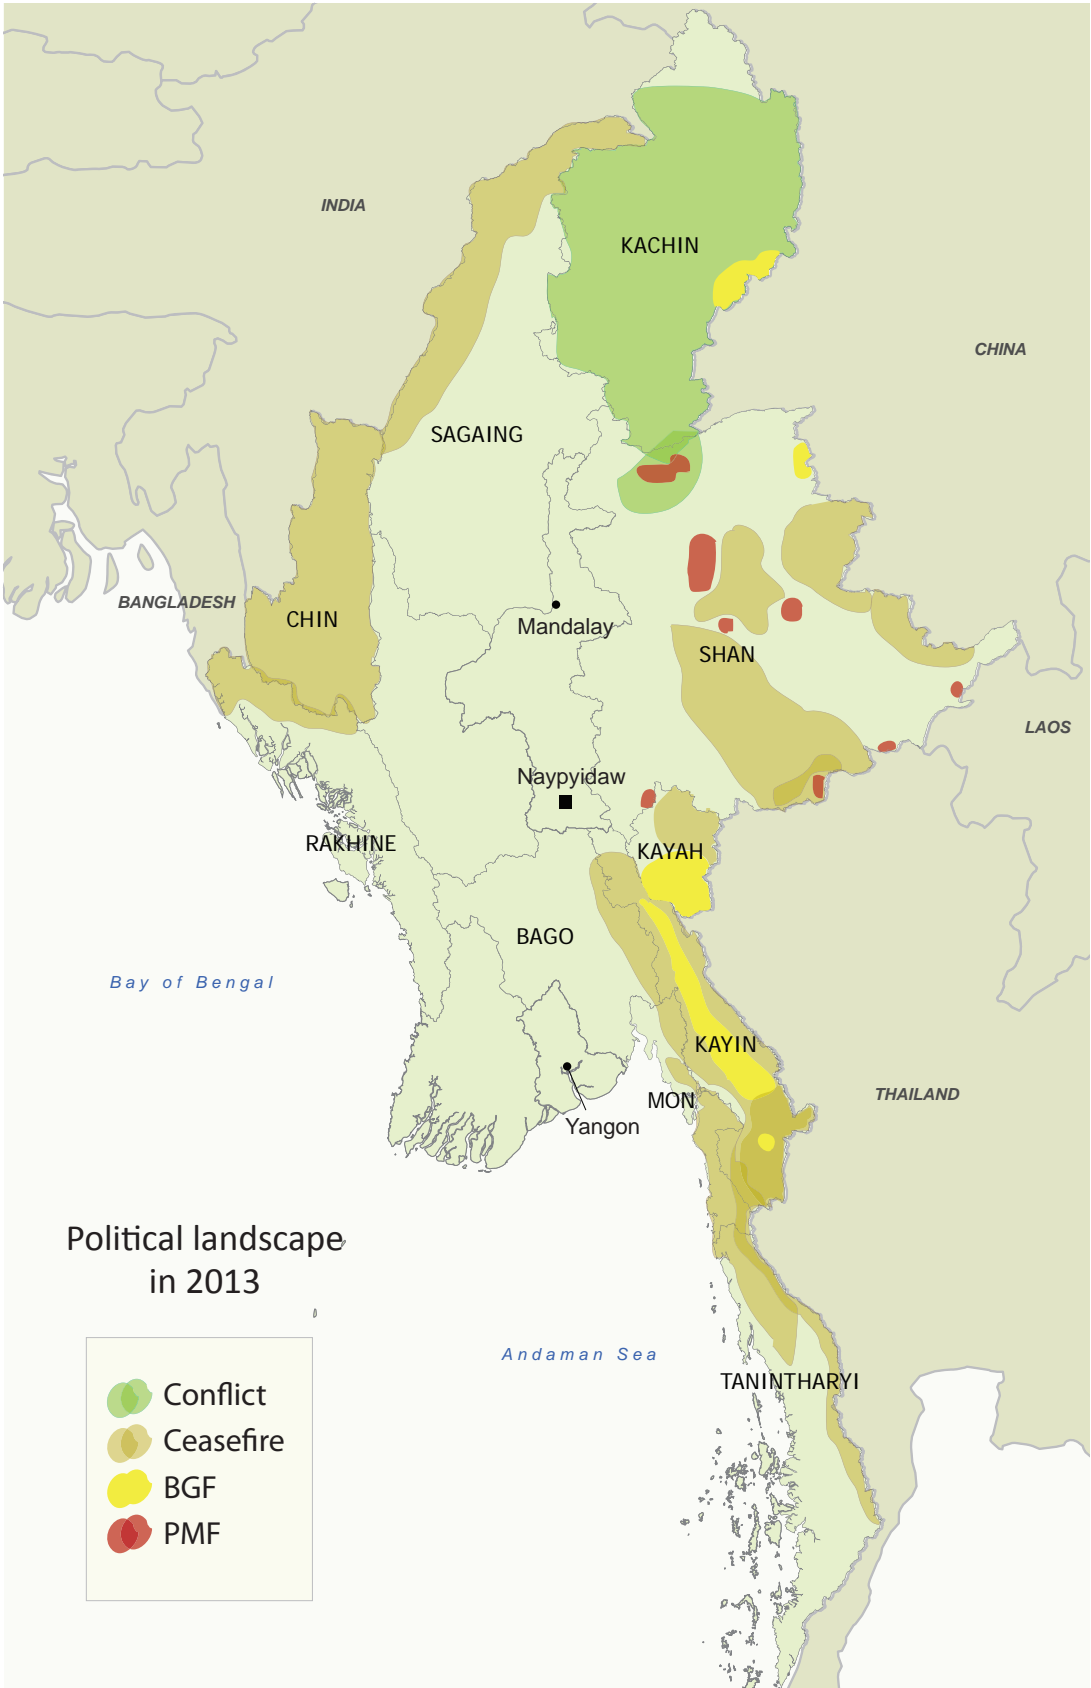 INDIA
KACHIN
CHINA
SAGAING
BANGLADESH
CHIN
Mandalay
SHAN
LAOS
Naypyidaw
RAKHINE
KAYAH
BAGO
Bay of Bengal
KAYIN
THAILAND
MON
Yangon
Political landscape
in 2013
Andaman Sea
TANINTHARYI
Conflict
Ceasefire
BGF
PMF